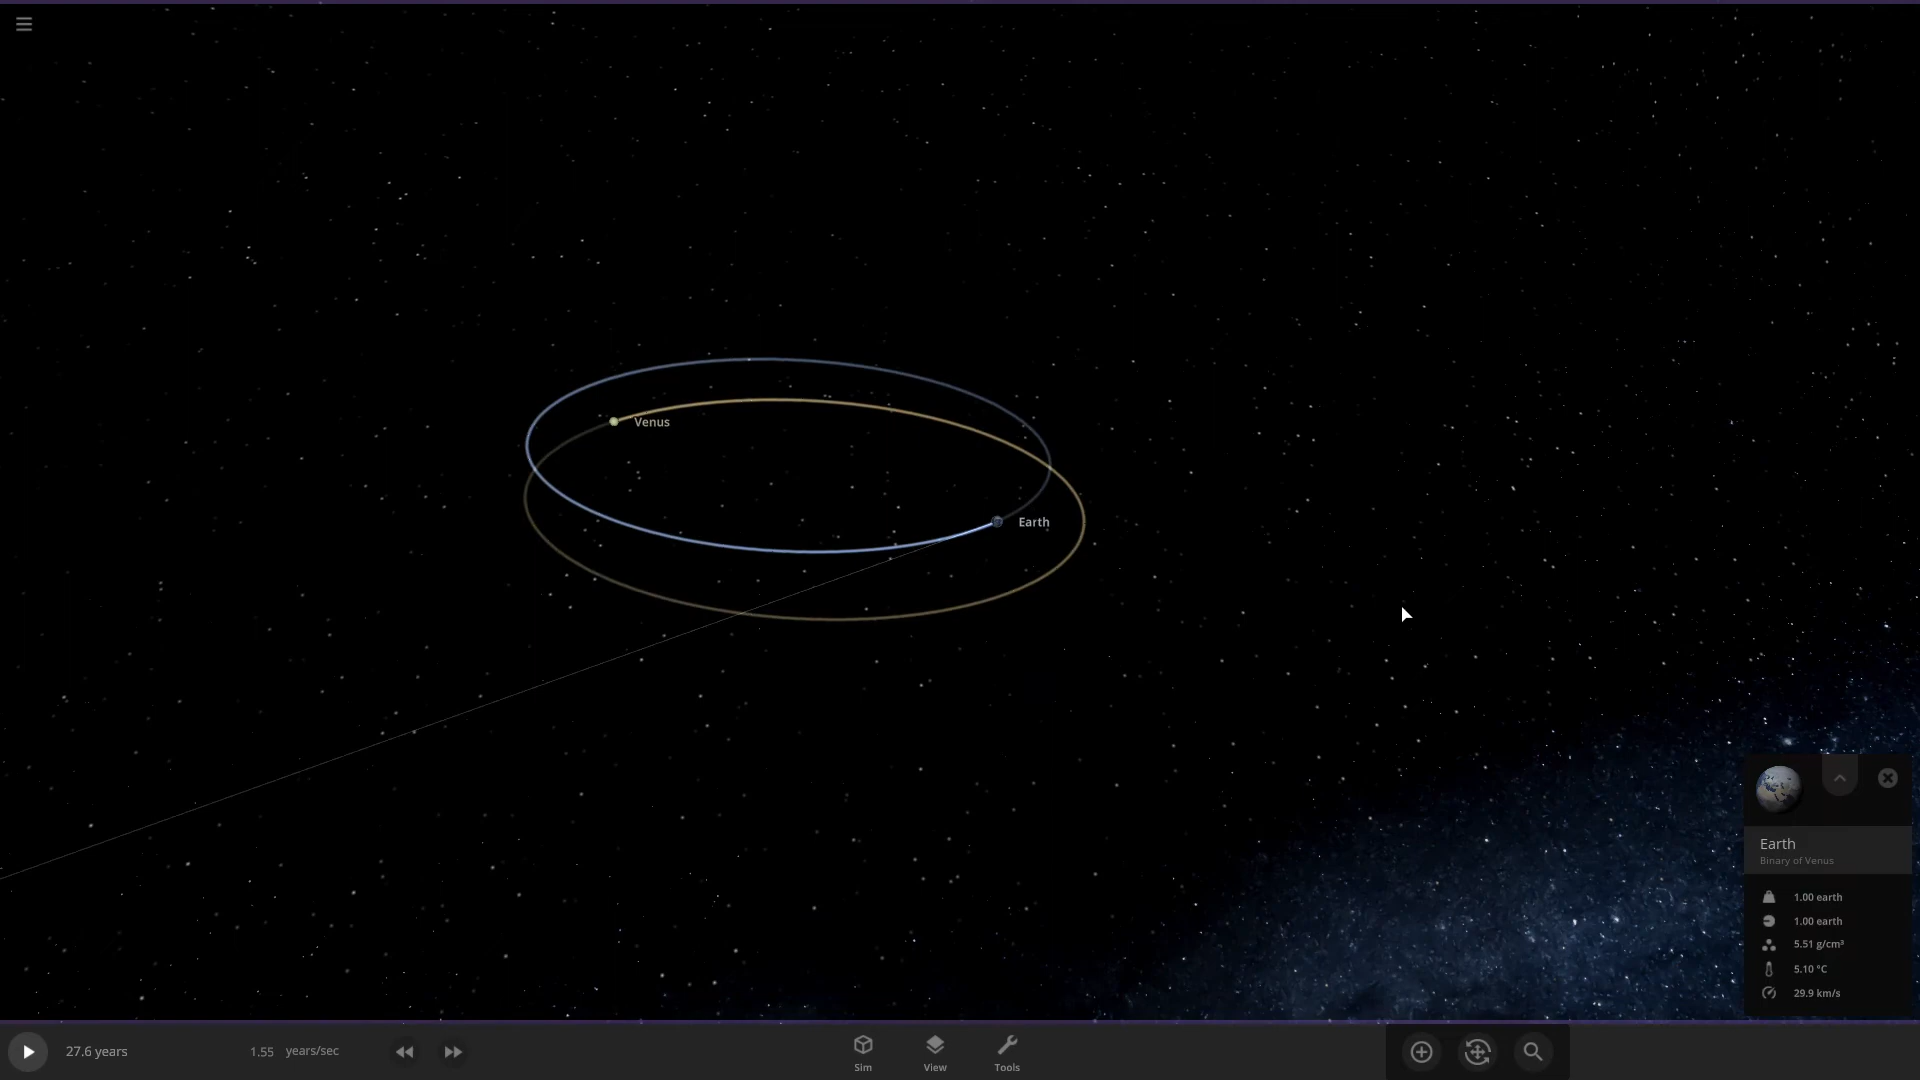 Venus
Earth
Earth
Binary of Venus
1.00 earth
1.00 earth
5.51 g/cm³
5.10 °C
29.9 km/s
27.6 years
1.55 years/sec
Sim
View
Tools